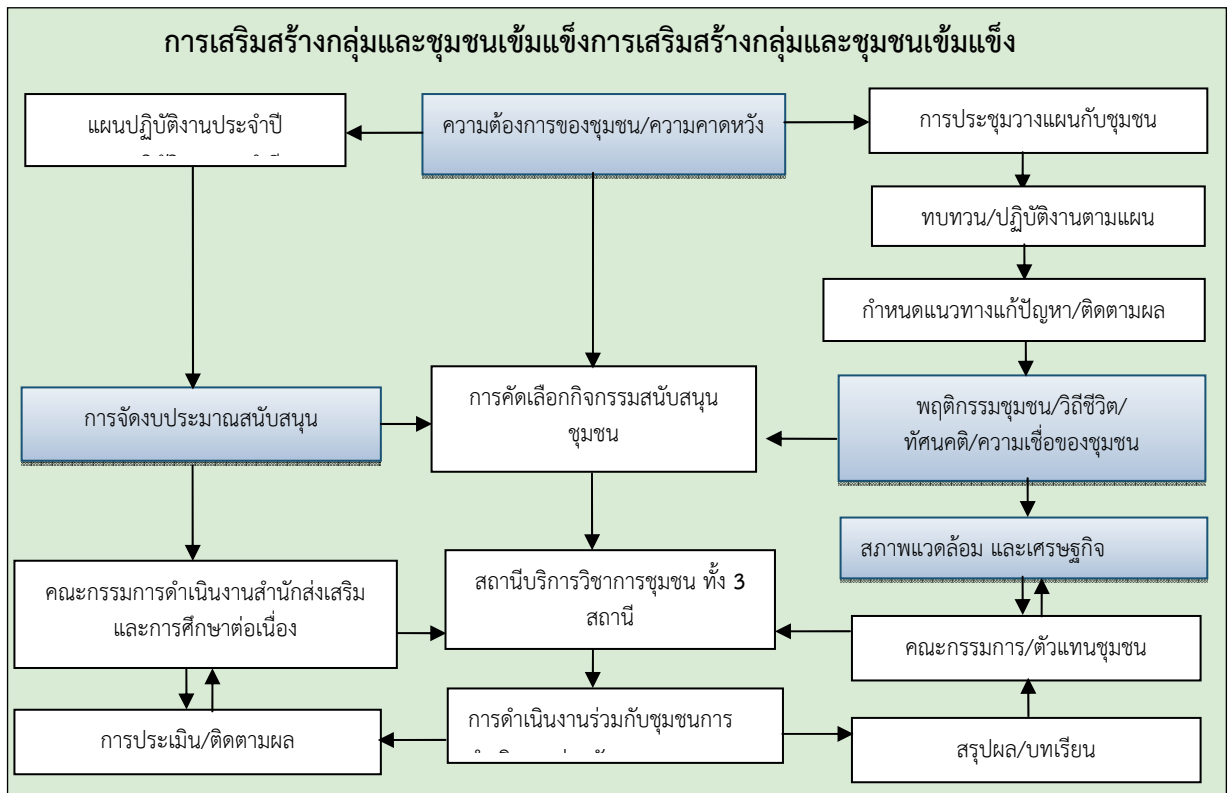 การเสริมสร้างกลุ่มและชุมชนเข้มแข็งการเสริมสร้างกลุ่มและชุมชนเข้มแข็ง
แผนปฏิบัติงานประจำปี
ความต้องการของชุมชน/ความคาดหวัง
การประชุมวางแผนกับชุมชน
ทบทวน/ปฏิบัติงานตามแผน
กำหนดแนวทางแก้ปัญหา/ติดตามผล
การจัดงบประมาณสนับสนุน
การคัดเลือกกิจกรรมสนับสนุน
ชุมชน
พฤติกรรมชุมชน/วิถีชีวิต/
ทัศนคติ/ความเชื่อของชุมชน
สภาพแวดล้อม และเศรษฐกิจ
คณะกรรมการดำเนินงานสำนักส่งเสริม
และการศึกษาต่อเนื่อง
สถานีบริการวิชาการชุมชน ทั้ง 3
สถานี
คณะกรรมการ/ตัวแทนชุมชน
การประเมิน/ติดตามผล
การดำเนินงานร่วมกับชุมชนการ
สรุปผล/บทเรียน